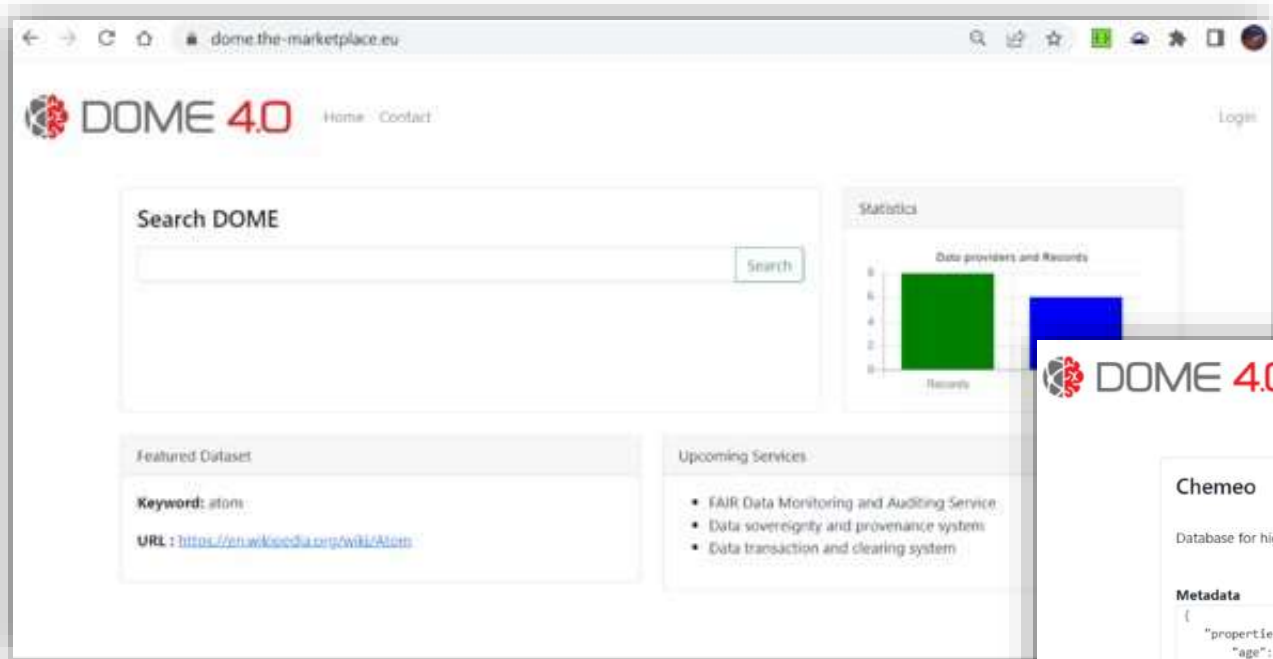 dome.the-marketplace.eu
DOME 4.0 Home Contact Login
Search DOME
Search
Statistics
Data providers and Records
8
6
4
2
0
Records
Featured Dataset
Keyword: atom
URL : https://en.wikipedia.org/wiki/Atom
Upcoming Services
• FAIR Data Monitoring and Auditing Service
• Data sovereignty and provenance system
• Data transaction and clearing system
DOME 4.0
Chemeo
Database for
Metadata
{
"propertie
"age":